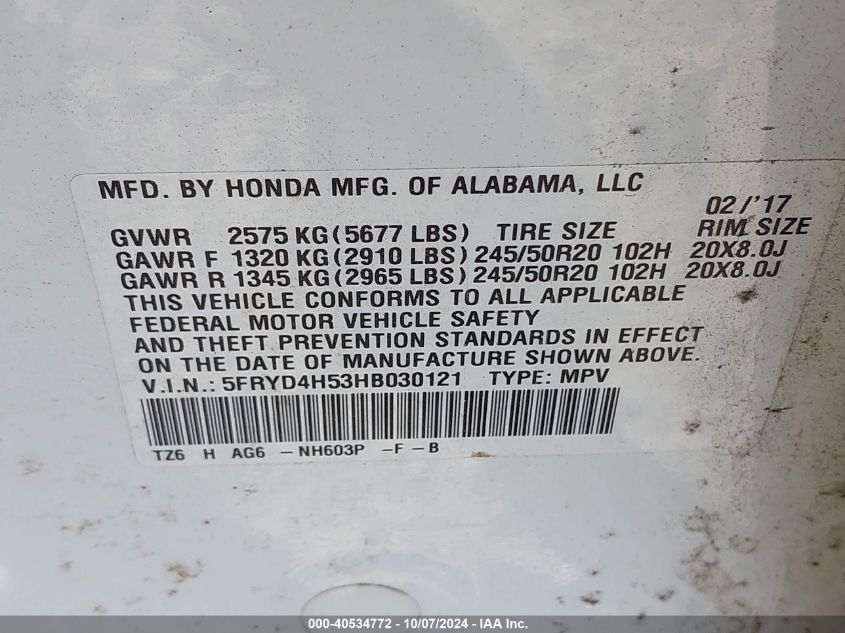 MFD. BY HONDA MFG. OF ALABAMA, LLC
02/'17
GVWR 2575 KG(5677 LBS) TIRE SIZE RIM SIZE
GAWR F 1320 KG(2910 LBS)245/50R20 102H 20X8.0J
GAWR R 1345 KG(2965 LBS)245/50R20 102H 20X8.0J
THIS VEHICLE CONFORMS TO ALL APPLICABLE
FEDERAL MOTOR VEHICLE SAFETY
AND THEFT PREVENTION STANDARDS IN EFFECT
ON THE DATE OF MANUFACTURE SHOWN ABOVE.
V.I.N.: 5FRYD4H53HB030121 TYPE: MPV
TZ6 H AG6 -NH603P -F-B
000-40534772 - 10/07/2024 - IAA Inc.